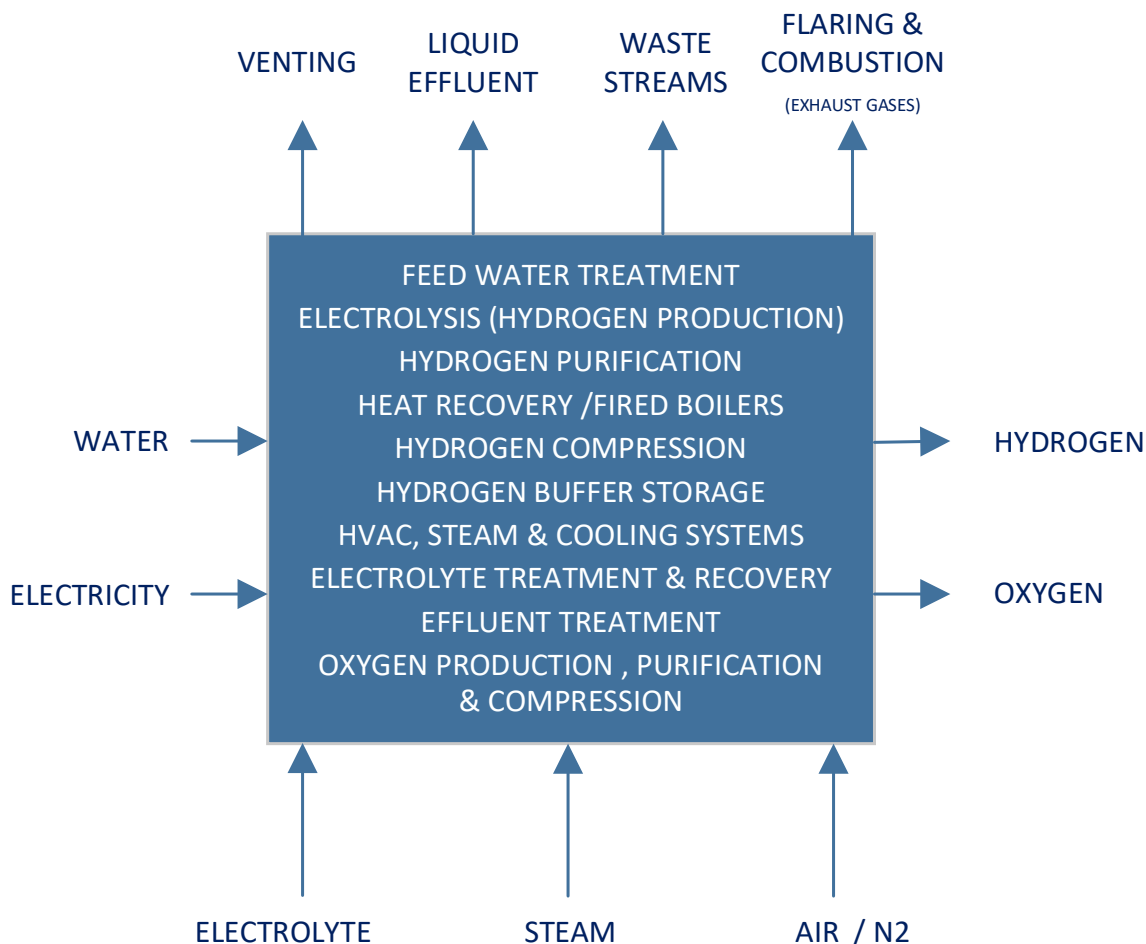 VENTING
LIQUID
EFFLUENT
WASTE
STREAMS
FLARING &
COMBUSTION
(EXHAUST GASES)
FEED WATER TREATMENT
ELECTROLYSIS (HYDROGEN PRODUCTION)
HYDROGEN PURIFICATION
HEAT RECOVERY /FIRED BOILERS
HYDROGEN COMPRESSION
HYDROGEN BUFFER STORAGE
HVAC, STEAM & COOLING SYSTEMS
ELECTROLYTE TREATMENT & RECOVERY
EFFLUENT TREATMENT
OXYGEN PRODUCTION , PURIFICATION
& COMPRESSION
WATER
ELECTRICITY
HYDROGEN
OXYGEN
ELECTROLYTE
STEAM
AIR / N2